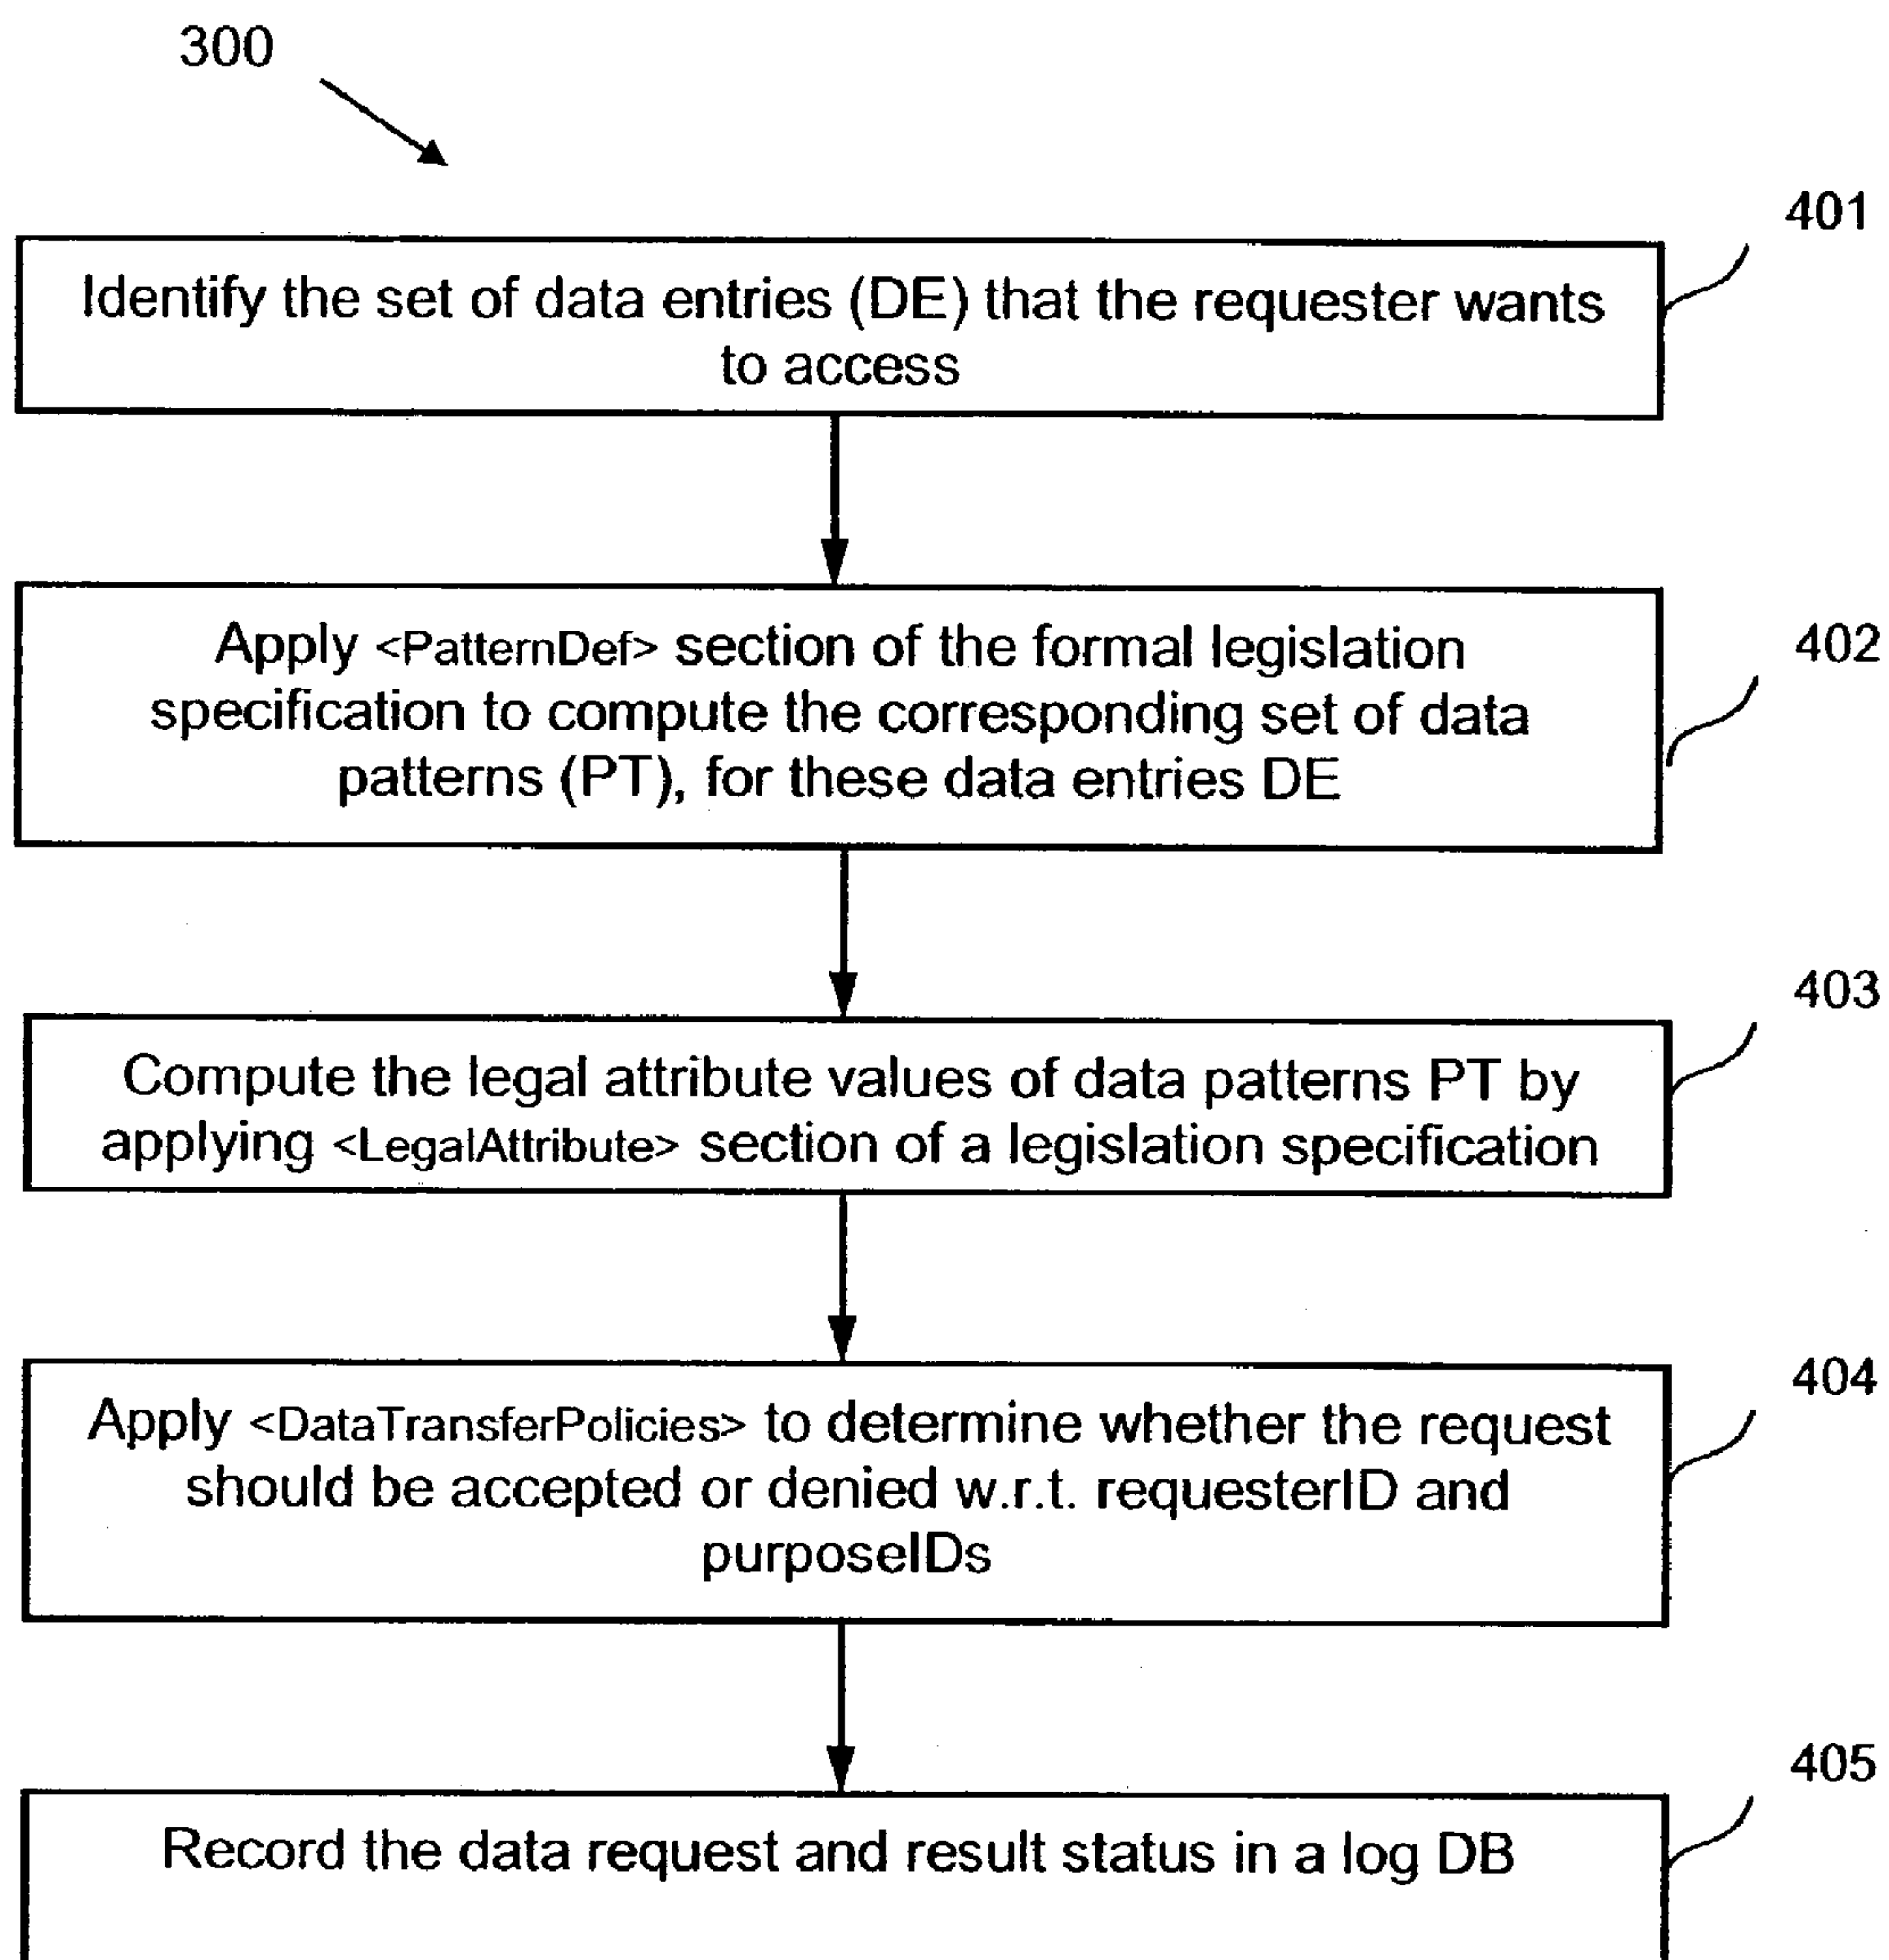 300
401
Identify the set of data entries (DE) that the requester wants
to access
402
Apply <PatternDef> section of the formal legislation
specification to compute the corresponding set of data
patterns (PT), for these data entries DE
403
Compute the legal attribute values of data patterns PT by
applying <LegalAttribute> section of a legislation specification
404
Apply <DataTransferPolicies> to determine whether the request
should be accepted or denied w.r.t. requesterID and
purposeIDs
405
Record the data request and result status in a log DB